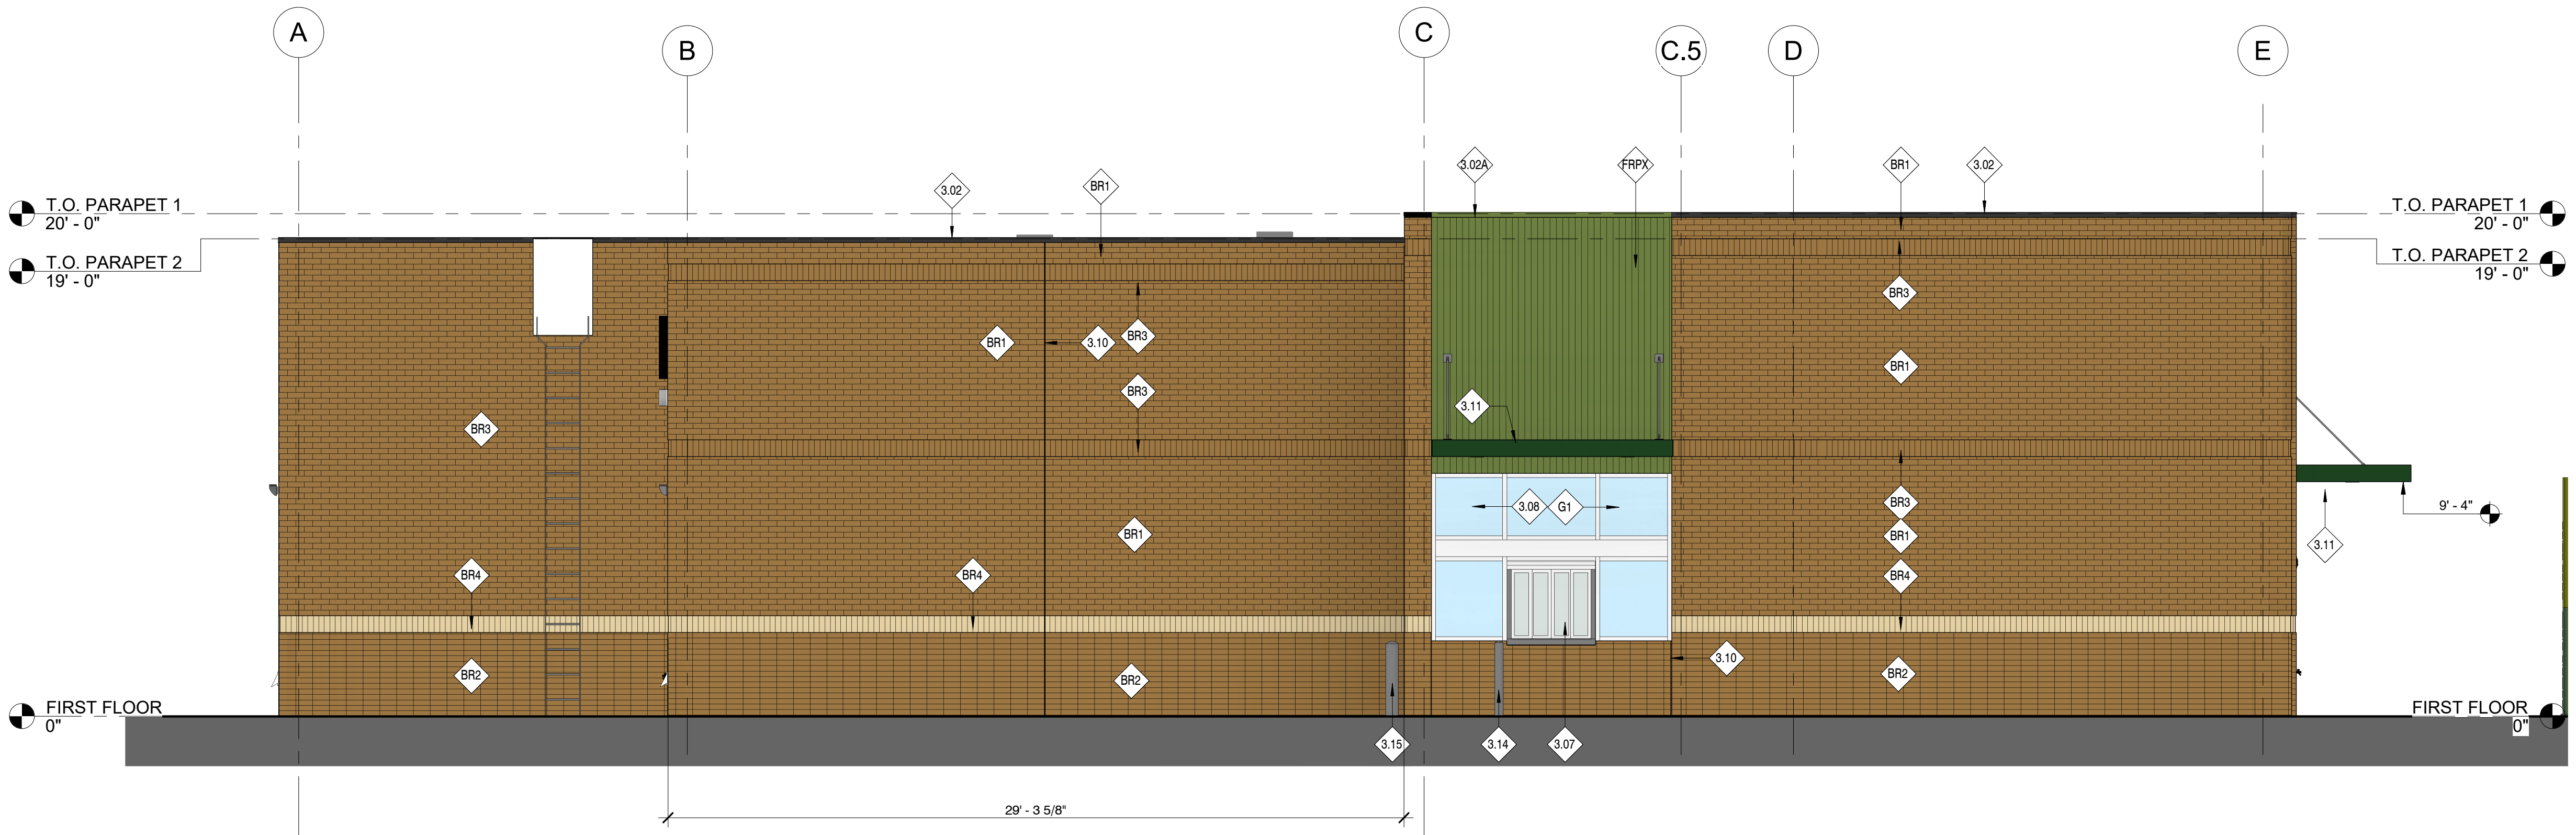 A
B
C
C.5
D
E
3.02A
FRPX
BR1
3.02
3.02
BR1
T.O. PARAPET 1
20' - 0"
T.O. PARAPET 1
20' - 0"
T.O. PARAPET 2
19' - 0"
T.O. PARAPET 2
19' - 0"
BR3
BR1
3.10
BR3
BR1
BR3
3.11
BR3
3.08
G1
BR3
9' - 4"
BR1
BR1
3.11
BR4
BR4
BR4
3.10
BR2
BR2
BR2
FIRST FLOOR
0"
FIRST FLOOR
0"
3.15
3.14
3.07
29' - 3 5/8"